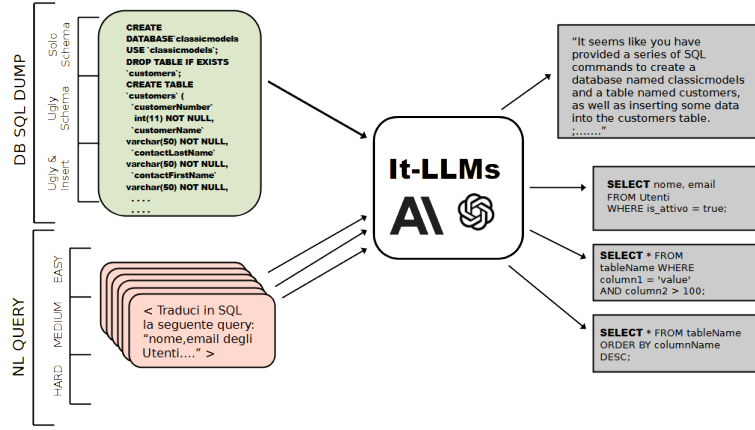 DB SQL DUMP
Solo
Schema
Ugly
Schema
Ugly &
Insert
CREATE
DATABASE`classicmodels
USE `classicmodels`;
DROP TABLE IF EXISTS
`customers`;
CREATE TABLE
`customers` (
`customerNumber`
int(11) NOT NULL,
`customerName`
varchar(50) NOT NULL,
`contactLastName`
varchar(50) NOT NULL,
`contactFirstName`
varchar(50) NOT NULL,
. . . .
. . . .
NL QUERY
EASY
MEDIUM
HARD
< Traduci in SQL
la seguente query:
“nome,email degli
Utenti....” >
It-LLMs
“It seems like you have
provided a series of SQL
commands to create a
database named classicmodels
and a table named customers,
as well as inserting some data
into the customers table.
;.......”
SELECT nome, email
FROM Utenti
WHERE is_attivo = true;
SELECT * FROM
tableName WHERE
column1 = 'value'
AND column2 > 100;
SELECT * FROM tableName
ORDER BY columnName
DESC;